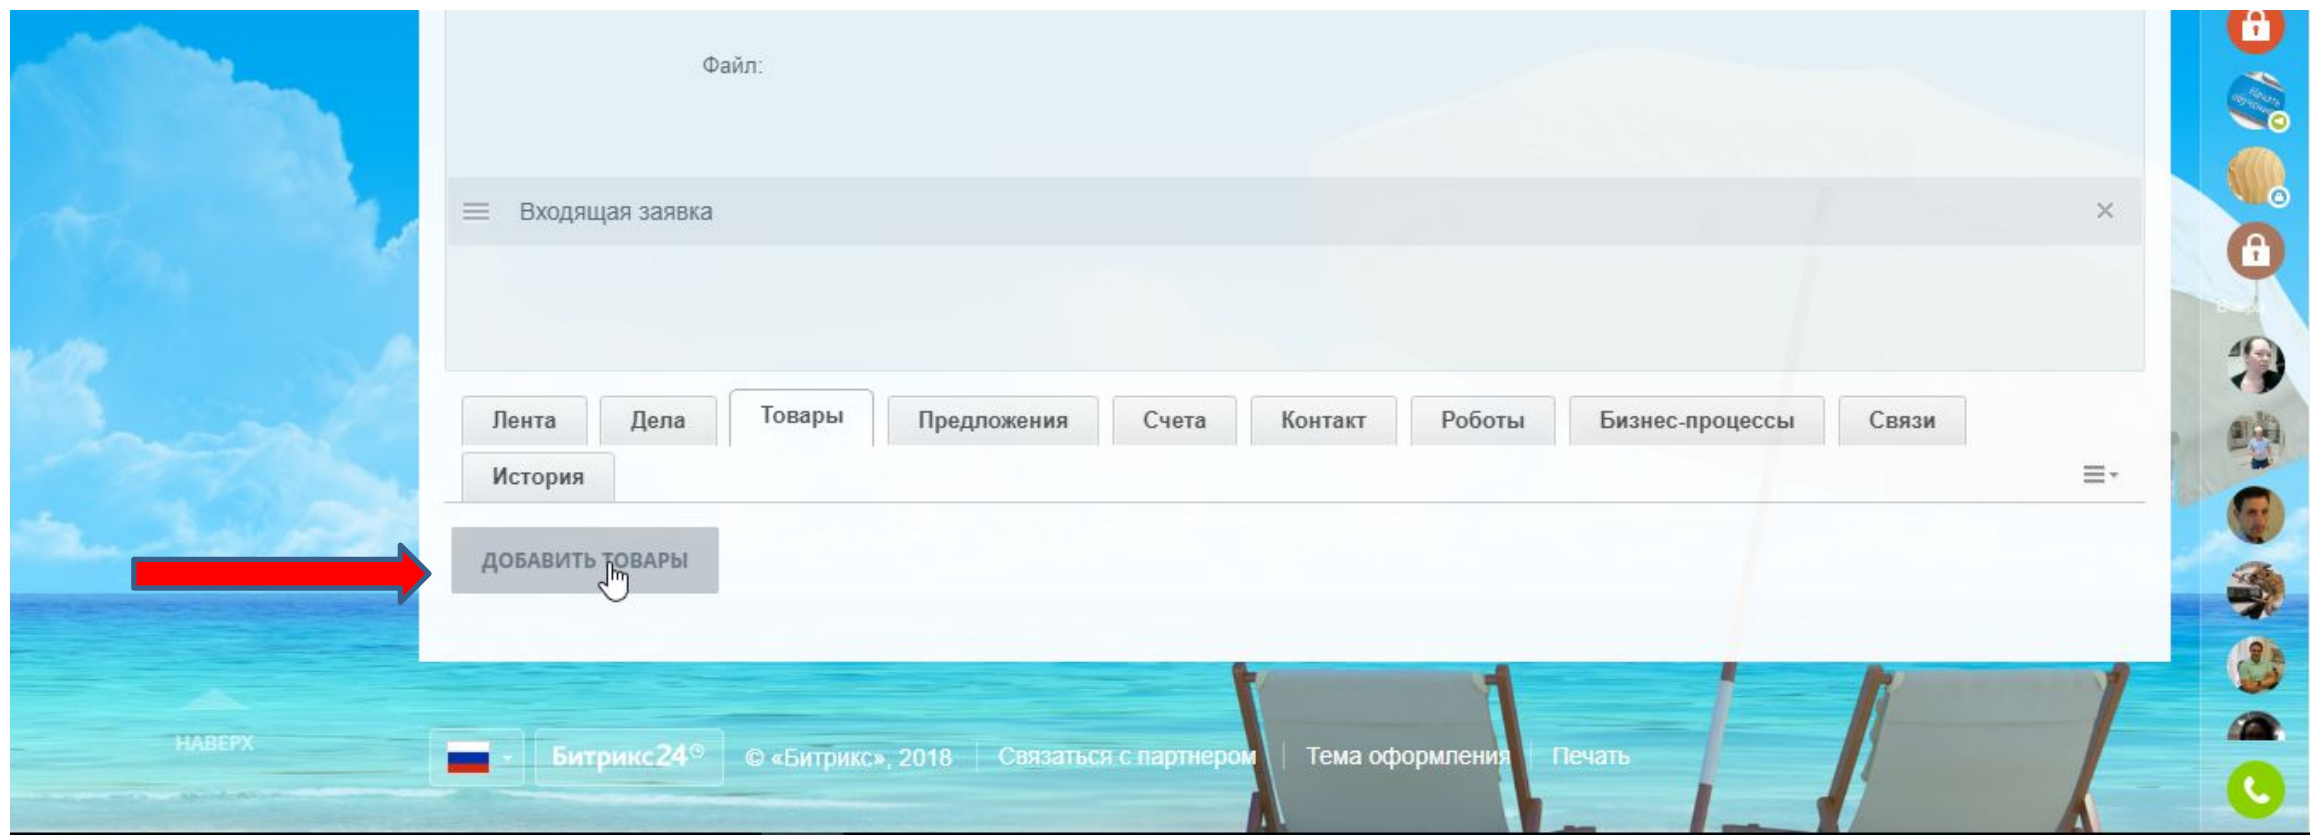 Файл:
Входящая заявка
Лента Дела Товары Предложения Счета Контакт Роботы Бизнес-процессы Связи
История
ДОБАВИТЬ ТОВАРЫ
НАВЕРХ
Битрикс24 © «Битрикс», 2018 Связаться с партнером Тема оформления Печать